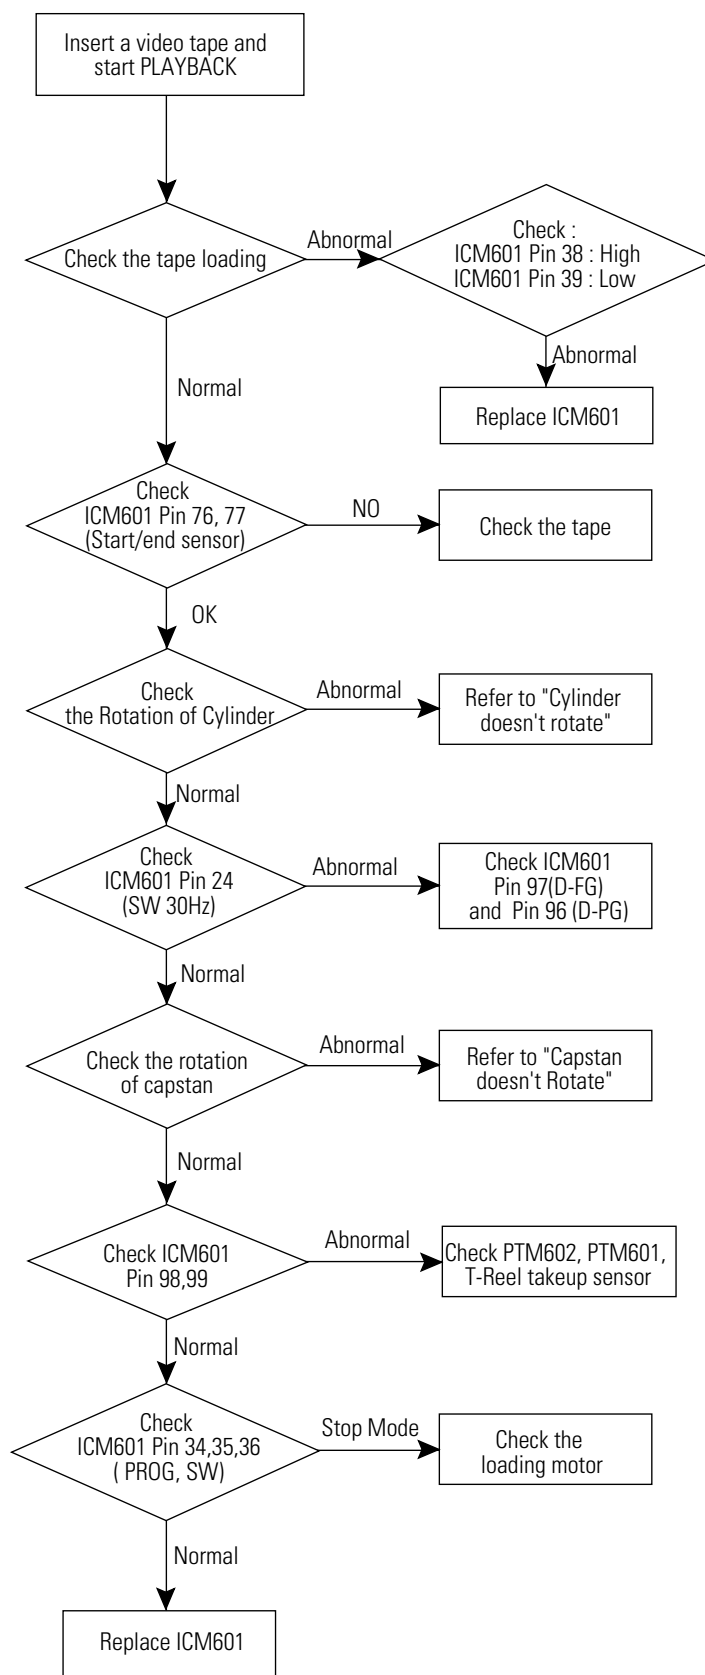 Insert a video tape and
start PLAYBACK
Check the tape loading
Abnormal
Check :
ICM601 Pin 38 : High
ICM601 Pin 39 : Low
Abnormal
Replace ICM601
Normal
Check
ICM601 Pin 76, 77
(Start/end sensor)
NO
Check the tape
OK
Check
the Rotation of Cylinder
Abnormal
Refer to "Cylinder
doesn't rotate"
Normal
Check
ICM601 Pin 24
(SW 30Hz)
Abnormal
Check ICM601
Pin 97(D-FG)
and Pin 96 (D-PG)
Normal
Check the rotation
of capstan
Abnormal
Refer to "Capstan
doesn't Rotate"
Normal
Check ICM601
Pin 98,99
Abnormal
Check PTM602, PTM601,
T-Reel takeup sensor
Normal
Check
ICM601 Pin 34,35,36
( PROG, SW)
Stop Mode
Check the
loading motor
Normal
Replace ICM601